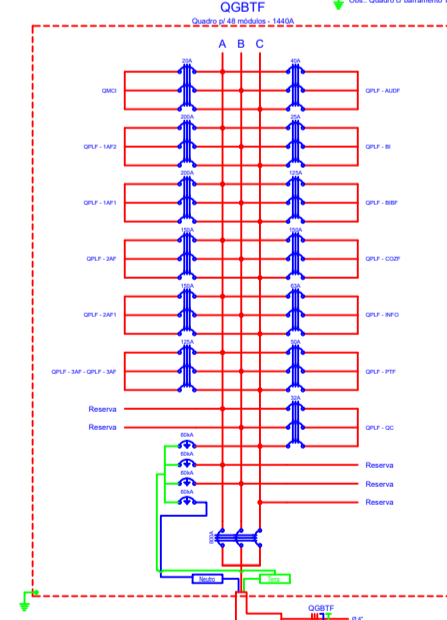 QGBTF
Quadro p/ 48 módulos - 1440A
A B C
20A 40A
QMCI QPLF - AUDF
200A 25A
QPLF - 1AF2 QPLF - BI
200A 125A
QPLF - 1AF1 QPLF - BIBF
150A 150A
QPLF - 2AF QPLF - COZF
150A 63A
QPLF - 2AF1 QPLF - INFO
125A 50A
QPLF - 3AF - QPLF - 3AF QPLF - PTF
32A
Reserva
Reserva QPLF - QC
60kA
60kA Reserva
60kA Reserva
60kA Reserva
Neutro Terra
QGBTF